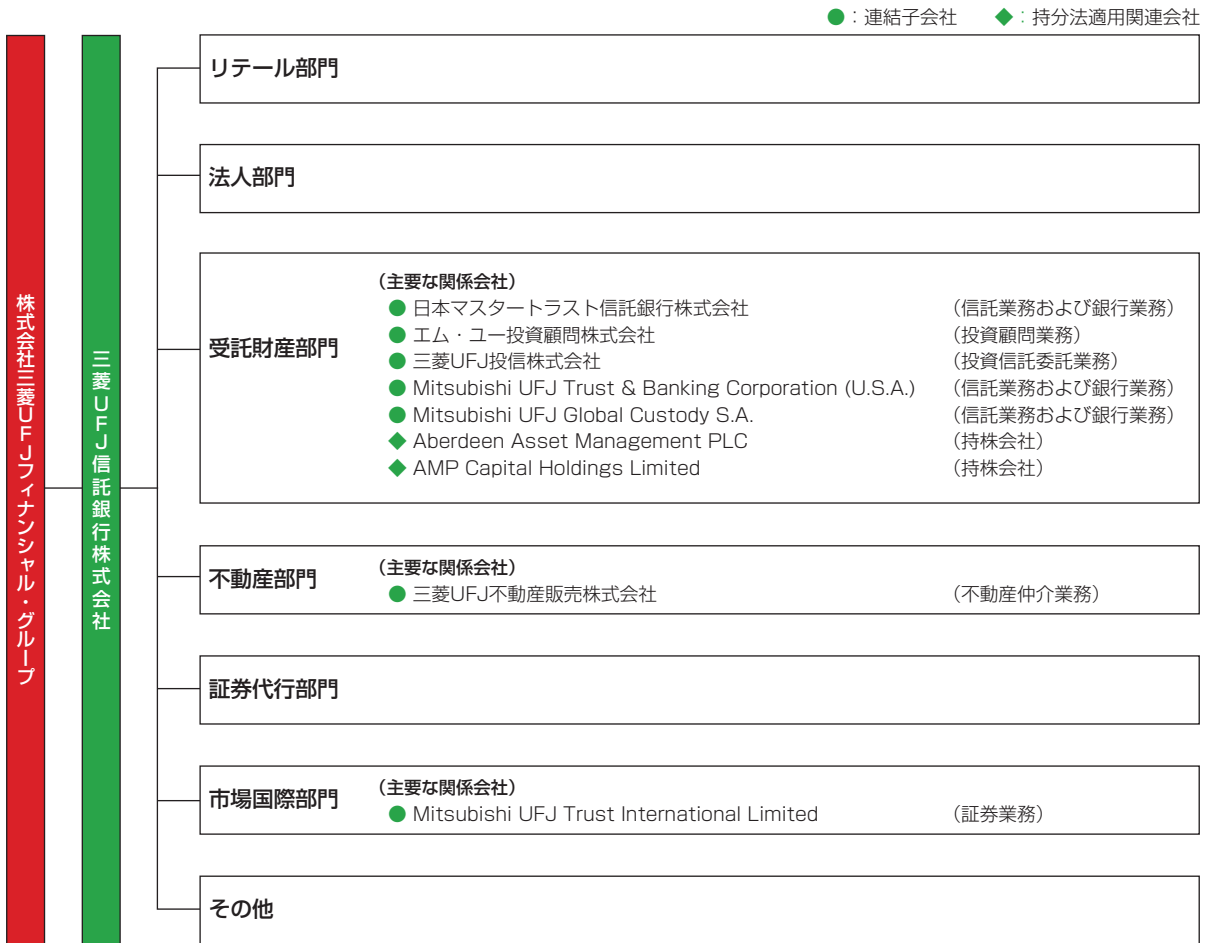 ●：連結子会社　◆：持分法適用関連会社
株式会社三菱UFJフィナンシャル・グループ
三菱UFJ信託銀行株式会社
リテール部門
法人部門
受託財産部門
（主要な関係会社）
● 日本マスタートラスト信託銀行株式会社　（信託業務および銀行業務）
● エム・ユー投資顧問株式会社　（投資顧問業務）
● 三菱UFJ投信株式会社　（投資信託委託業務）
● Mitsubishi UFJ Trust & Banking Corporation (U.S.A.)　（信託業務および銀行業務）
● Mitsubishi UFJ Global Custody S.A.　（信託業務および銀行業務）
◆ Aberdeen Asset Management PLC　（持株会社）
◆ AMP Capital Holdings Limited　（持株会社）
不動産部門
（主要な関係会社）
● 三菱UFJ不動産販売株式会社　（不動産仲介業務）
証券代行部門
市場国際部門
（主要な関係会社）
● Mitsubishi UFJ Trust International Limited　（証券業務）
その他